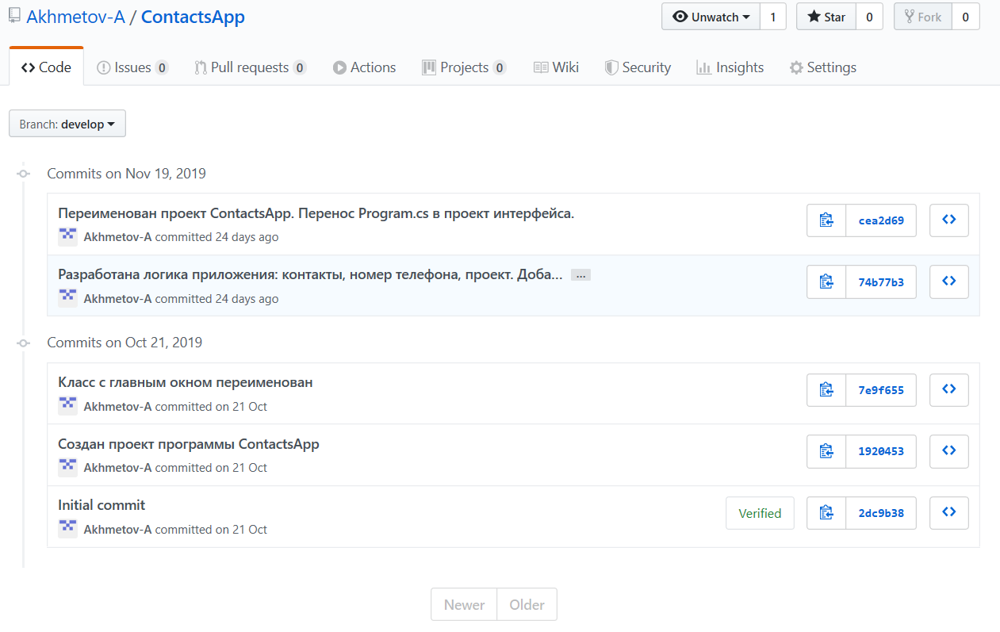 Akhmetov-A / ContactsApp
Unwatch 1 Star 0 Fork 0
Code Issues 0 Pull requests 0 Actions Projects 0 Wiki Security Insights Settings
Branch: develop
Commits on Nov 19, 2019
Переименован проект ContactsApp. Перенос Program.cs в проект интерфейса.
Akhmetov-A committed 24 days ago
cea2d69
Разработана логика приложения: контакты, номер телефона, проект. Доба... …
Akhmetov-A committed 24 days ago
74b77b3
Commits on Oct 21, 2019
Класс с главным окном переименован
Akhmetov-A committed on 21 Oct
7e9f655
Создан проект программы ContactsApp
Akhmetov-A committed on 21 Oct
1920453
Initial commit
Akhmetov-A committed on 21 Oct
Verified 2dc9b38
Newer Older